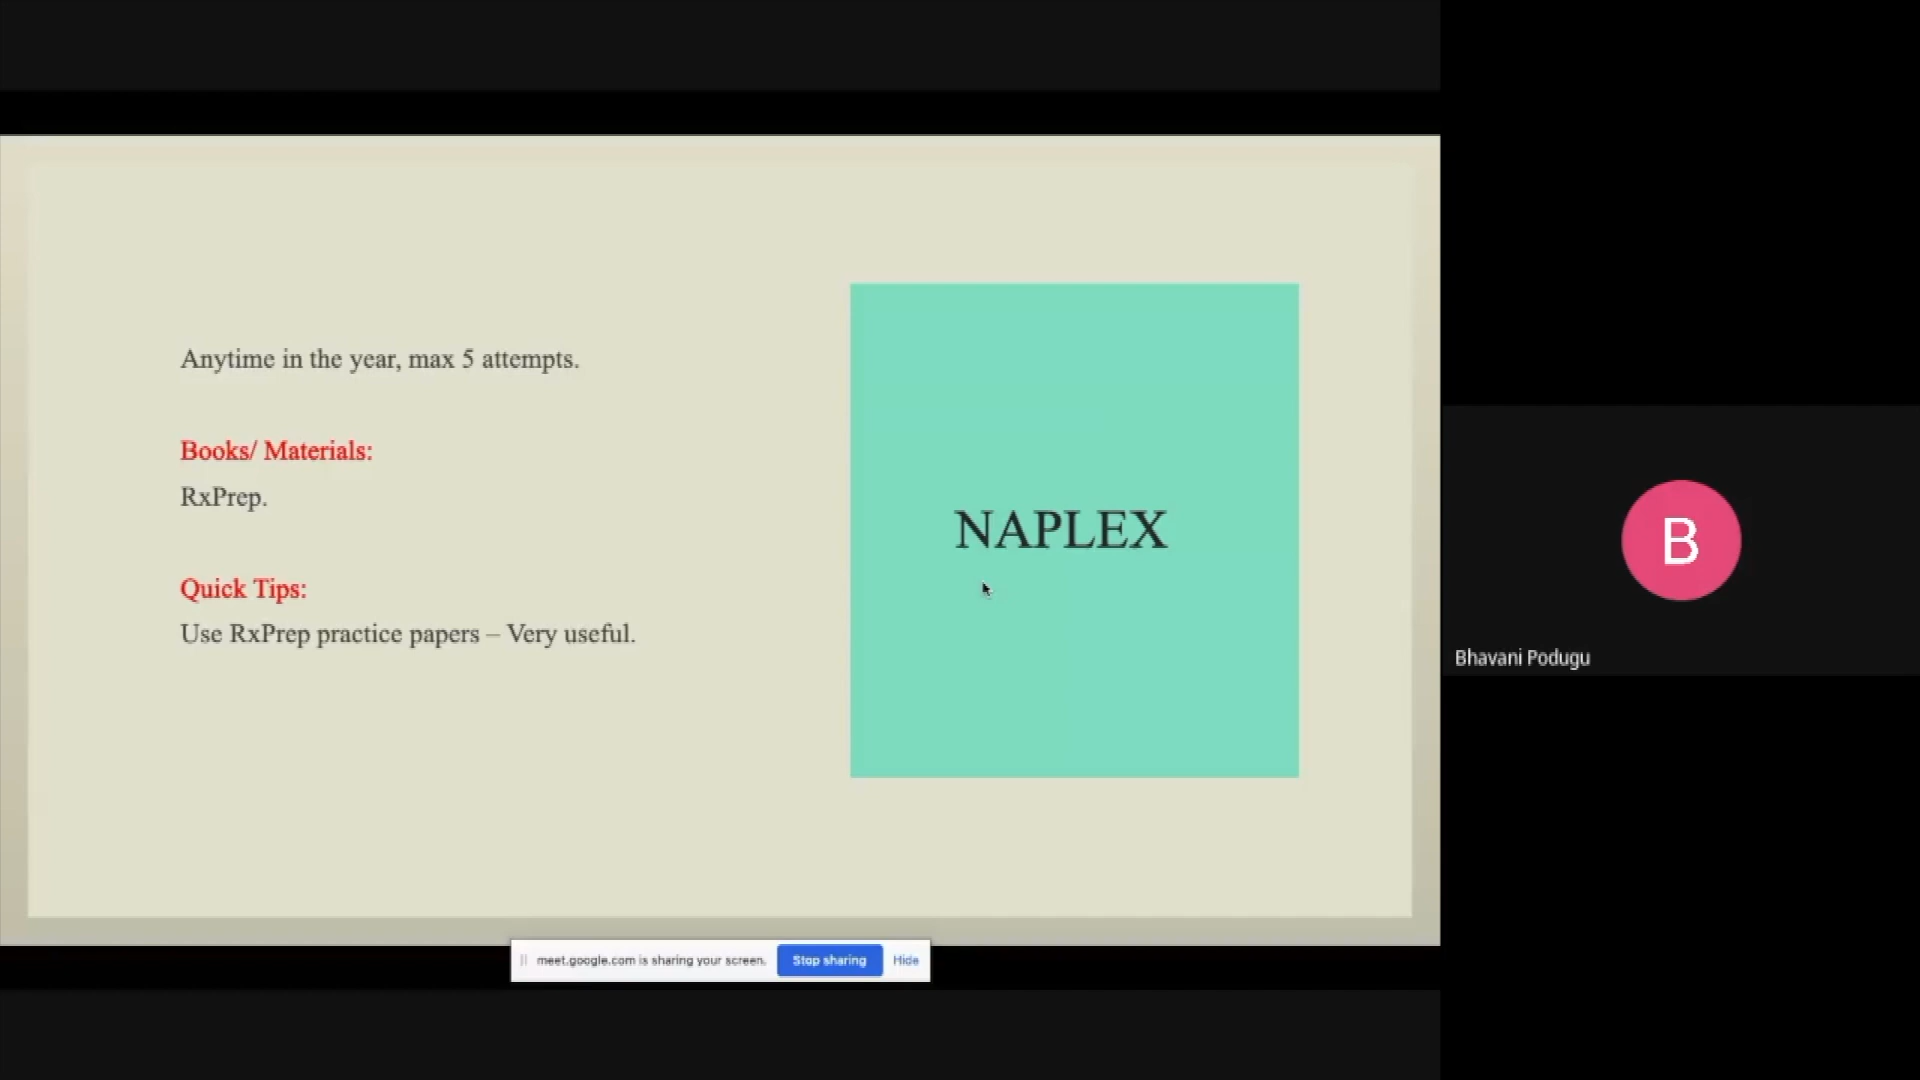 Anytime in the year, max 5 attempts.
Books/ Materials:
RxPrep.
Quick Tips:
Use RxPrep practice papers – Very useful.
NAPLEX
B
Bhavani Podugu
meet.google.com is sharing your screen.
Stop sharing
Hide